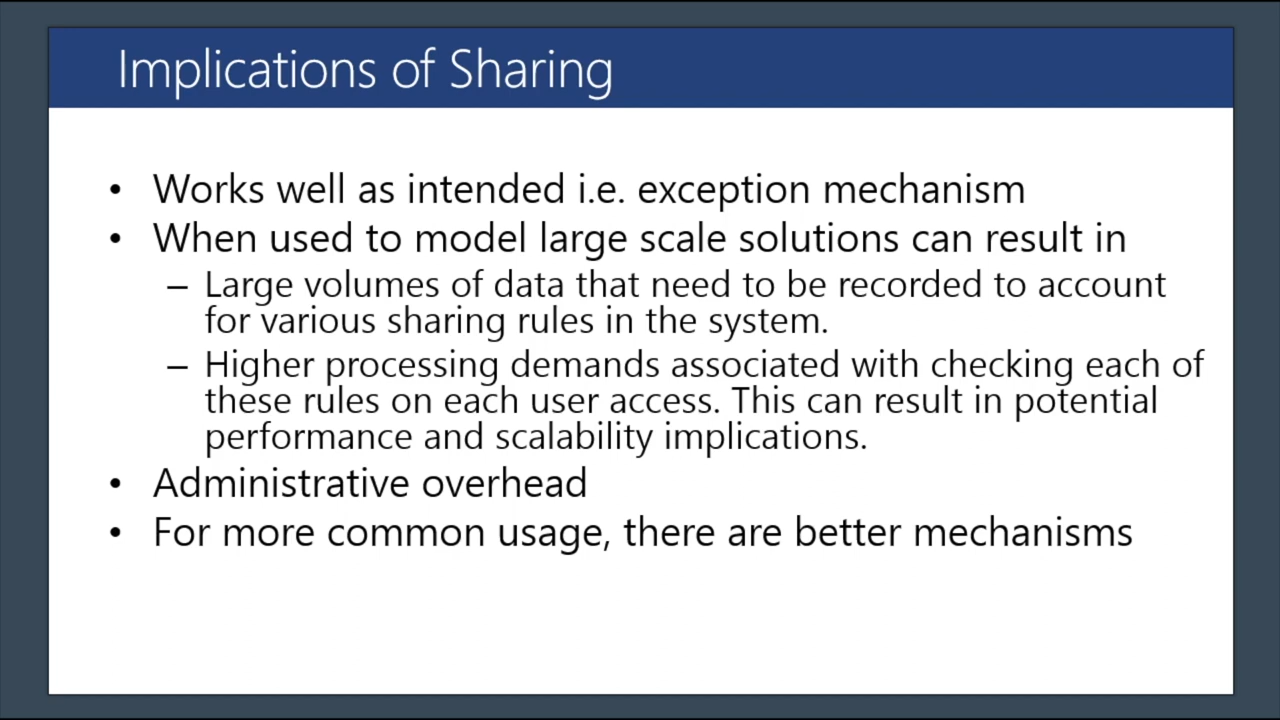 Implications of Sharing
• Works well as intended i.e. exception mechanism
• When used to model large scale solutions can result in
– Large volumes of data that need to be recorded to account
for various sharing rules in the system.
– Higher processing demands associated with checking each of
these rules on each user access. This can result in potential
performance and scalability implications.
• Administrative overhead
• For more common usage, there are better mechanisms